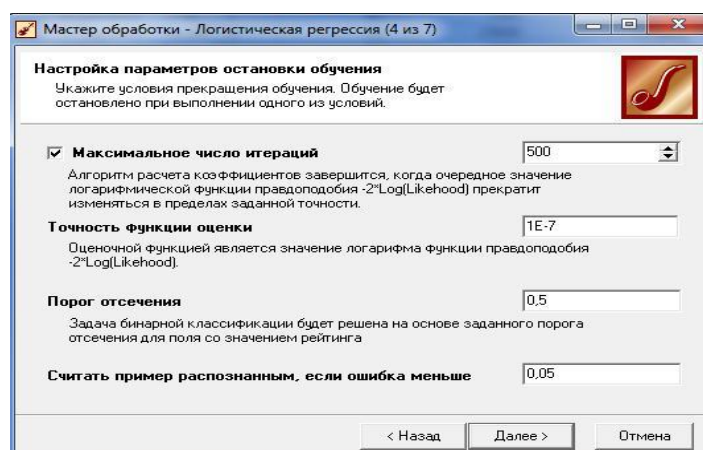 Мастер обработки - Логистическая регрессия (4 из 7)
Настройка параметров остановки обучения
Укажите условия прекращения обучения. Обучение будет
остановлено при выполнении одного из условий.
Максимальное число итераций 500
Алгоритм расчета коэффициентов завершится, когда очередное значение
логарифмической функции правдоподобия -2*Log(Likehood) прекратит
изменяться в пределах заданной точности.
Точность функции оценки 1E-7
Оценочной функцией является значение логарифма функции правдоподобия
-2*Log(Likehood).
Порог отсечения 0,5
Задача бинарной классификации будет решена на основе заданного порога
отсечения для поля со значением рейтинга
Считать пример распознанным, если ошибка меньше 0,05
< Назад Далее > Отмена